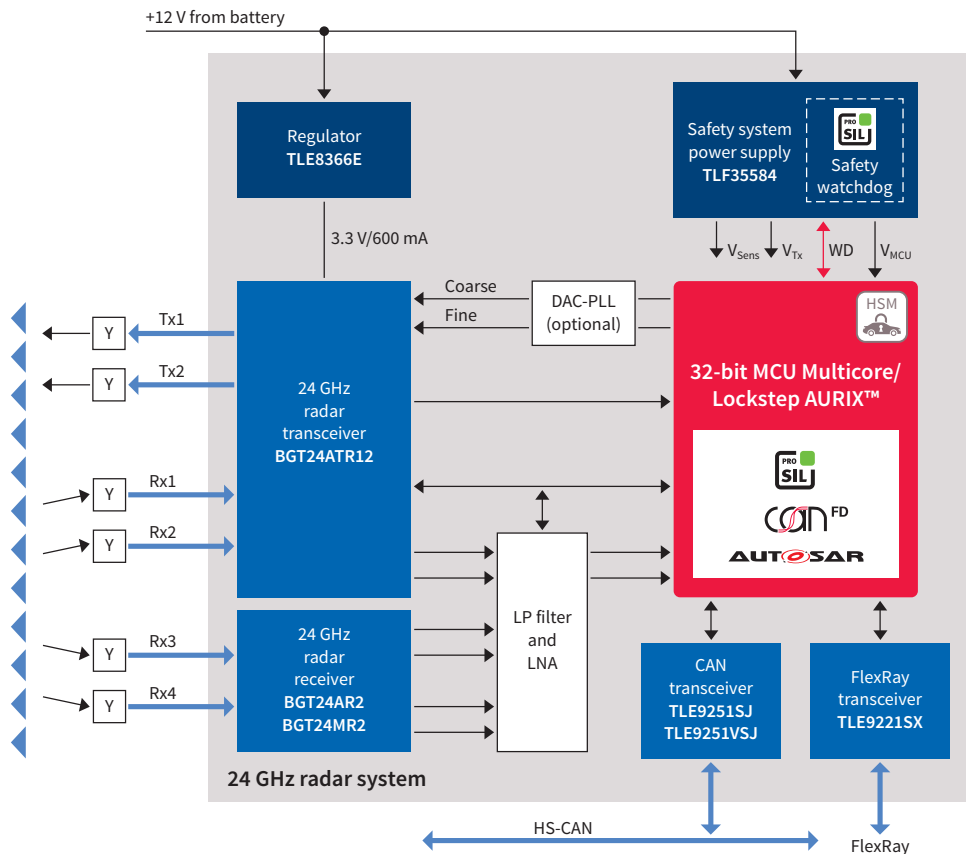 +12 V from battery
Regulator
TLE8366E
Safety system
power supply
TLF35584
PRO
SIL
Safety
watchdog
3.3 V/600 mA
VSens
VTx
WD
VMCU
Coarse
Fine
DAC-PLL
(optional)
HSM
32-bit MCU Multicore/
Lockstep AURIX™
PRO
SIL
CAN FD
AUTOSAR
Y
Tx1
Y
Tx2
24 GHz
radar
transceiver
BGT24ATR12
Y
Rx1
Y
Rx2
LP filter
and
LNA
Y
Rx3
Y
Rx4
24 GHz
radar
receiver
BGT24AR2
BGT24MR2
CAN
transceiver
TLE9251SJ
TLE9251VSJ
FlexRay
transceiver
TLE9221SX
24 GHz radar system
HS-CAN
FlexRay